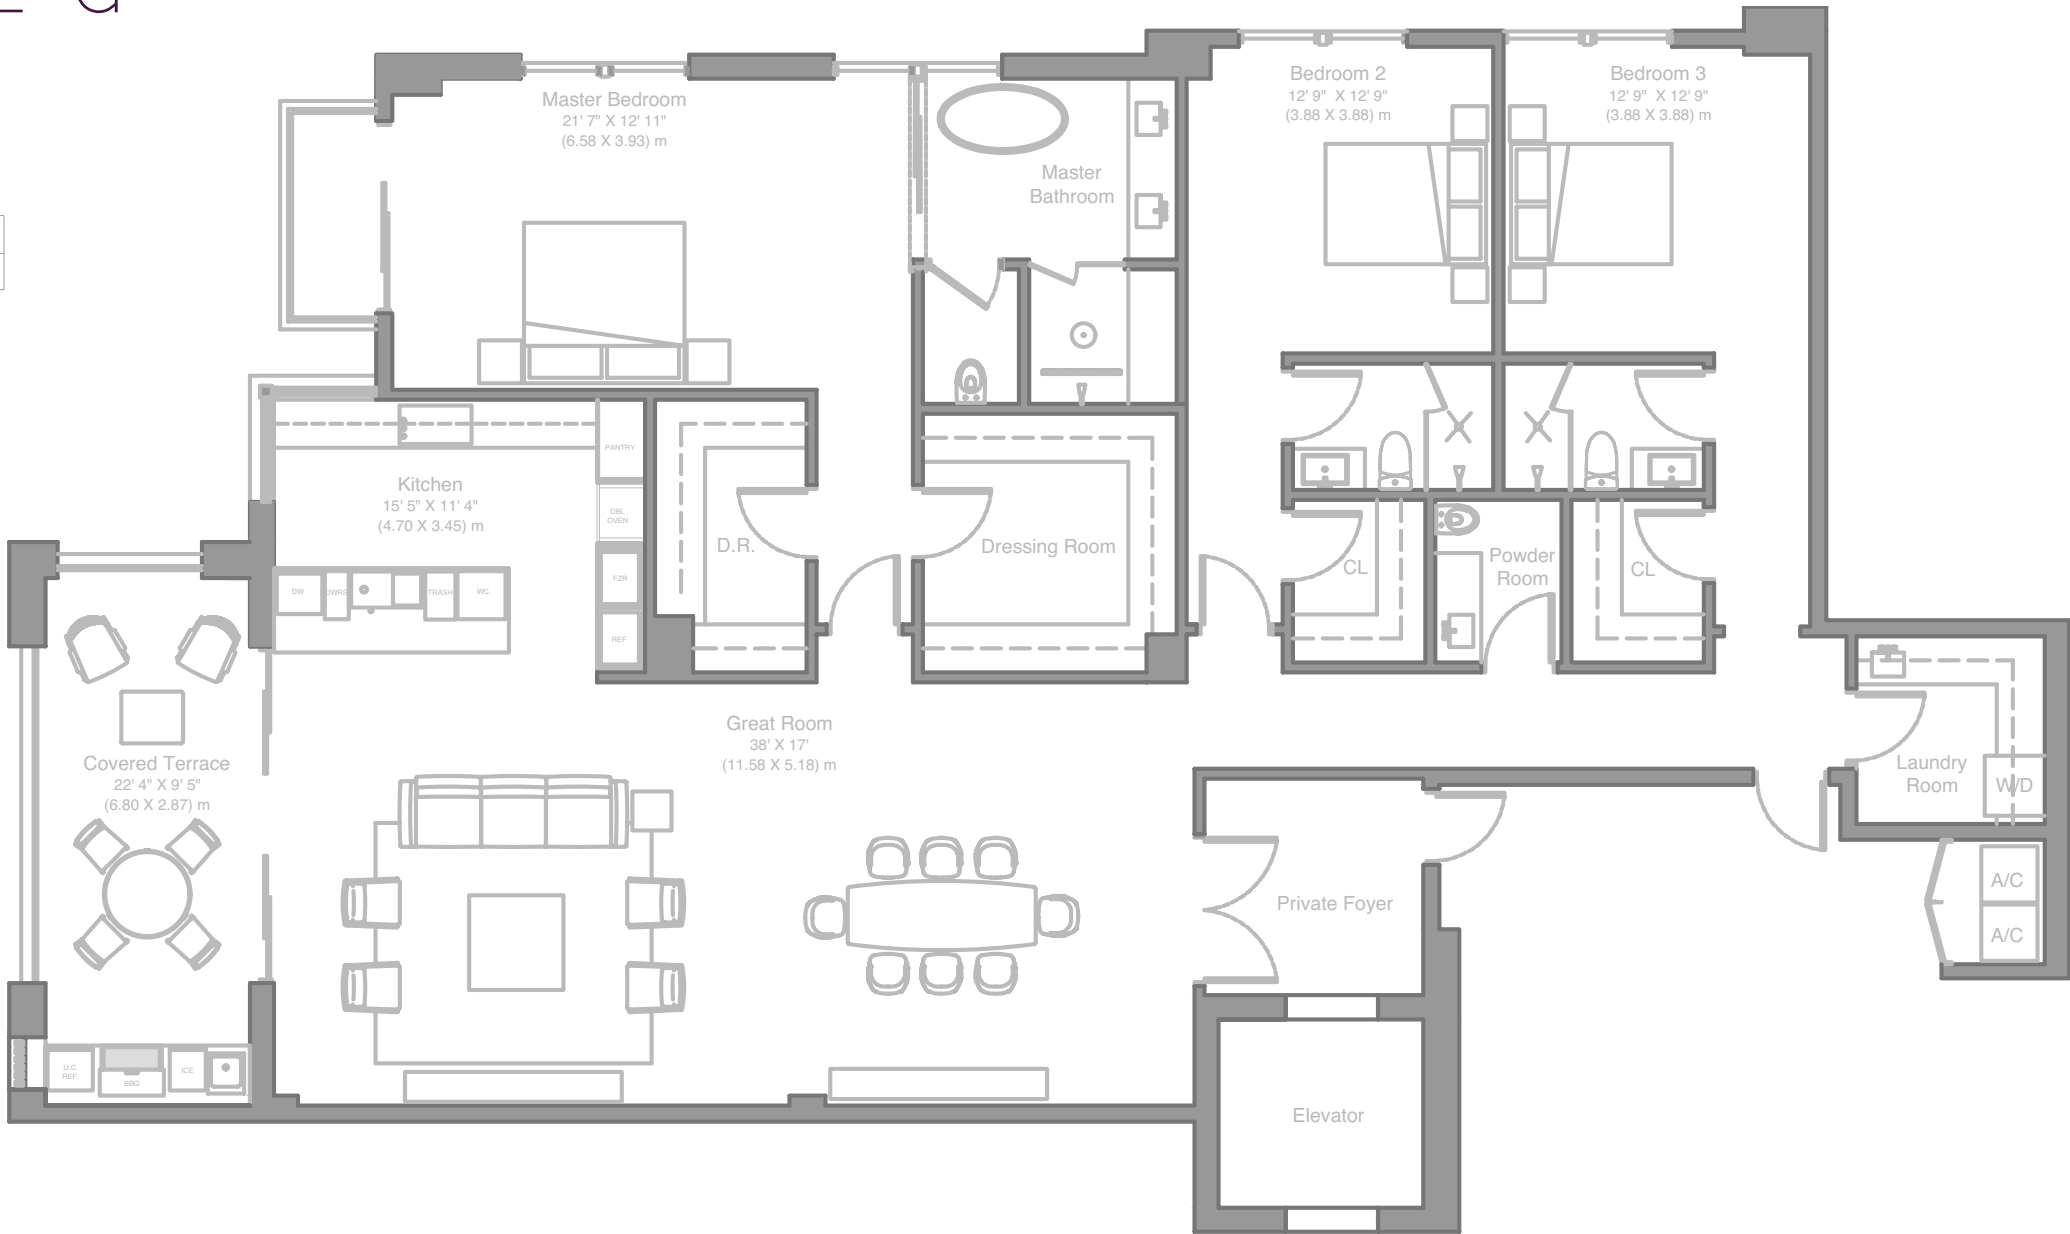 Master Bedroom
21' 7" X 12' 11"
(6.58 X 3.93) m
Master
Bathroom
Bedroom 2
12' 9" X 12' 9"
(3.88 X 3.88) m
Bedroom 3
12' 9" X 12' 9"
(3.88 X 3.88) m
Kitchen
15' 5" X 11' 4"
(4.70 X 3.45) m
PANTRY
DBL
OVEN
FZR
REF
DW
DWRS
TRASH
WC
D.R.
Dressing Room
CL
Powder
Room
CL
Covered Terrace
22' 4" X 9' 5"
(6.80 X 2.87) m
Great Room
38' X 17'
(11.58 X 5.18) m
Laundry
Room
W/D
A/C
A/C
Private Foyer
Elevator
U.C.
REF.
BBQ
ICE